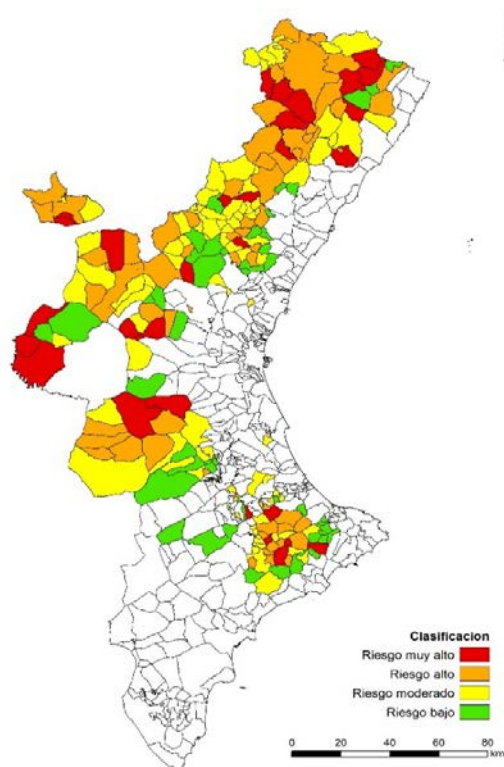 Clasificacion
Riesgo muy alto
Riesgo alto
Riesgo moderado
Riesgo bajo
0 20 40 60 80
km